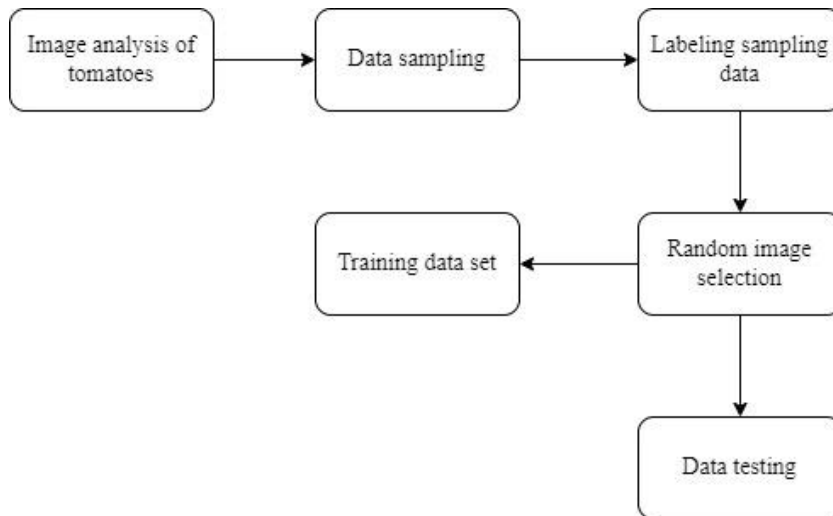 Image analysis of
tomatoes
Data sampling
Labeling sampling
data
Training data set
Random image
selection
Data testing